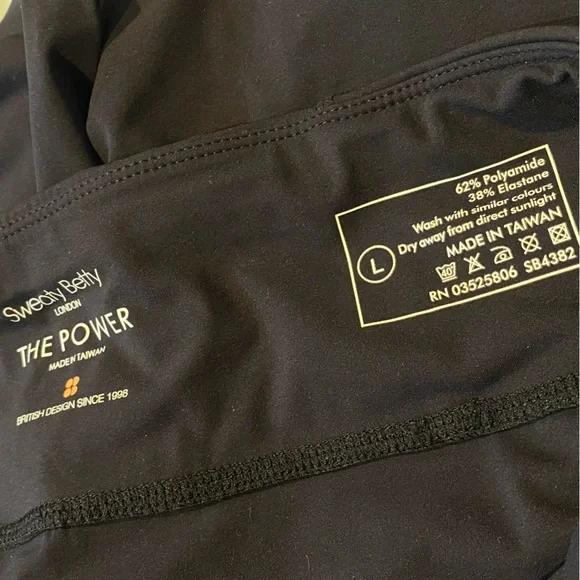 Sweaty Betty
LONDON
THE POWER
MADE IN TAIWAN
BRITISH DESIGN SINCE 1998
62% Polyamide
38% Elastane
Wash with similar colours
Dry away from direct sunlight
MADE IN TAIWAN
L
40
RN 03525806 SB4382